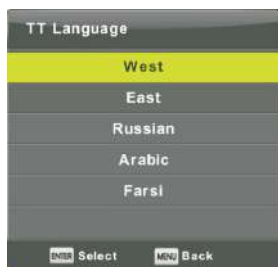 TT Language
West
East
Russian
Arabic
Farsi
ENTER Select MENU Back